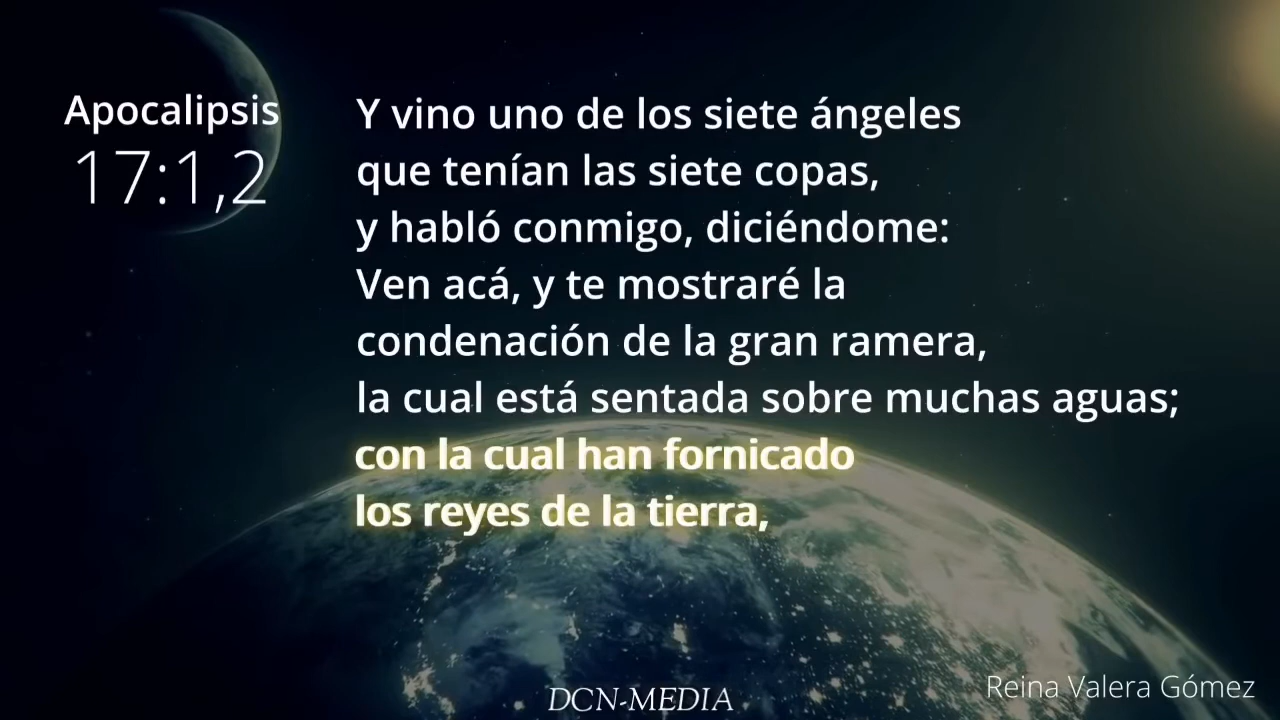 Apocalipsis
17:1,2
Y vino uno de los siete ángeles
que tenían las siete copas,
y habló conmigo, diciéndome:
Ven acá, y te mostraré la
condenación de la gran ramera,
la cual está sentada sobre muchas aguas;
con la cual han fornicado
los reyes de la tierra,
DCN-MEDIA
Reina Valera Gómez